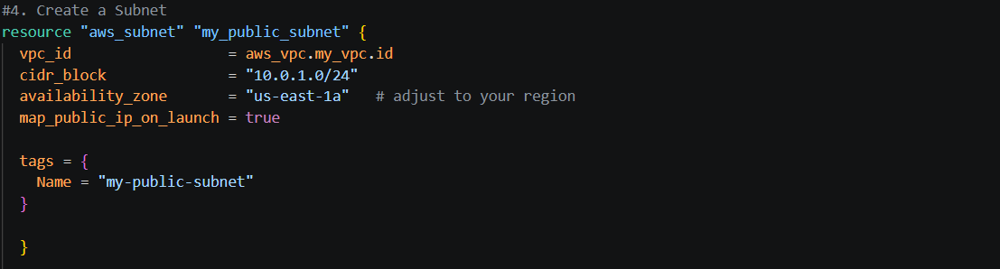 #4. Create a Subnet
resource "aws_subnet" "my_public_subnet" {
  vpc_id                  = aws_vpc.my_vpc.id
  cidr_block              = "10.0.1.0/24"
  availability_zone       = "us-east-1a"   # adjust to your region
  map_public_ip_on_launch = true

  tags = {
    Name = "my-public-subnet"
  }

  }